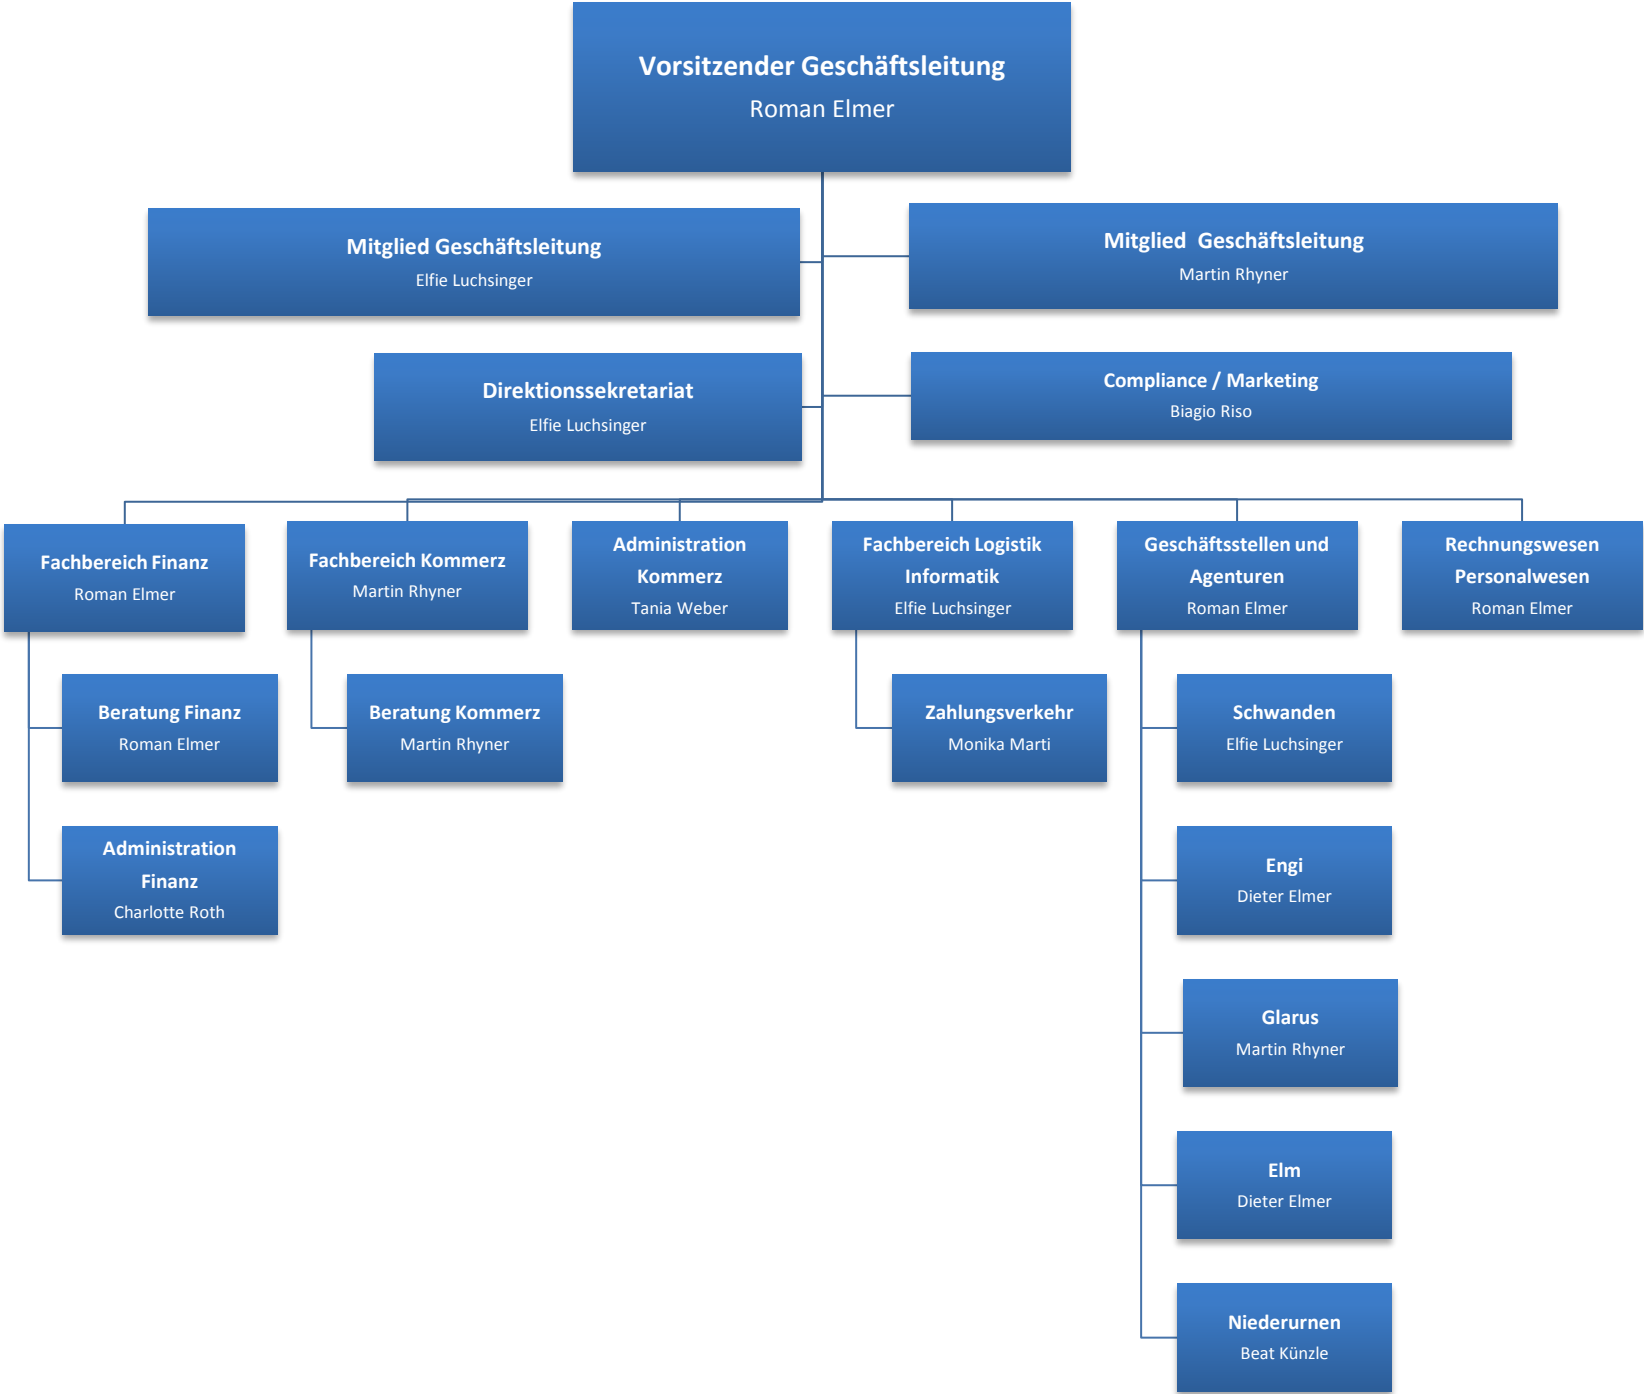 Vorsitzender Geschäftsleitung
Roman Elmer
Mitglied Geschäftsleitung
Elfie Luchsinger
Mitglied  Geschäftsleitung
Martin Rhyner
Direktionssekretariat
Elfie Luchsinger
Compliance / Marketing
Biagio Riso
Fachbereich Finanz
Roman Elmer
Fachbereich Kommerz
Martin Rhyner
Administration
Kommerz
Tania Weber
Fachbereich Logistik
Informatik
Elfie Luchsinger
Geschäftsstellen und
Agenturen
Roman Elmer
Rechnungswesen
Personalwesen
Roman Elmer
Beratung Finanz
Roman Elmer
Beratung Kommerz
Martin Rhyner
Zahlungsverkehr
Monika Marti
Schwanden
Elfie Luchsinger
Administration
Finanz
Charlotte Roth
Engi
Dieter Elmer
Glarus
Martin Rhyner
Elm
Dieter Elmer
Niederurnen
Beat Künzle